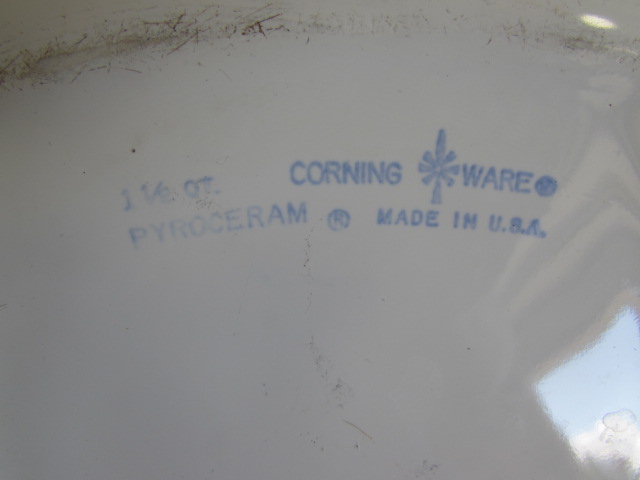 CORNING WARE®
1 ½ QT.
PYROCERAM ® MADE IN U.S.A.